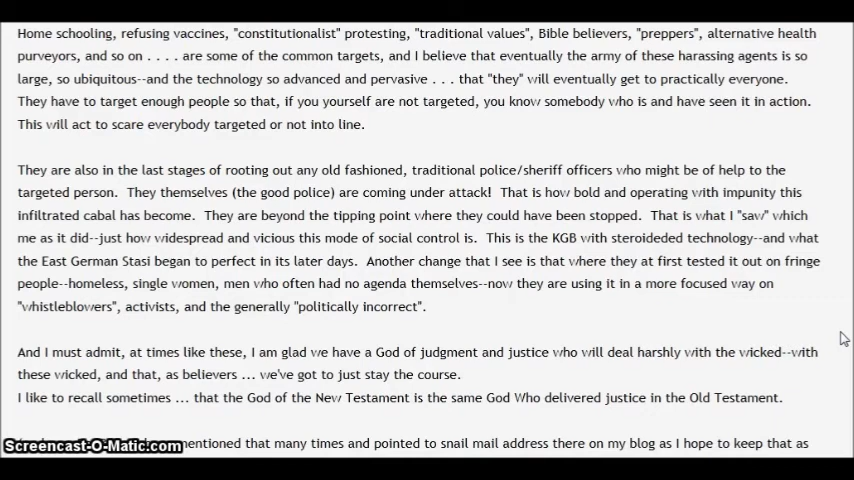 Home schooling, refusing vaccines, "constitutionalist" protesting, "traditional values", Bible believers, "preppers", alternative health
purveyors, and so on . . . . are some of the common targets, and I believe that eventually the army of these harassing agents is so
large, so ubiquitous--and the technology so advanced and pervasive . . . that "they" will eventually get to practically everyone.
They have to target enough people so that, if you yourself are not targeted, you know somebody who is and have seen it in action.
This will act to scare everybody targeted or not into line.
They are also in the last stages of rooting out any old fashioned, traditional police/sheriff officers who might be of help to the
targeted person. They themselves (the good police) are coming under attack! That is how bold and operating with impunity this
infiltrated cabal has become. They are beyond the tipping point where they could have been stopped. That is what I "saw" which
me as it did--just how widespread and vicious this mode of social control is. This is the KGB with steroideded technology--and what
the East German Stasi began to perfect in its later days. Another change that I see is that where they at first tested it out on fringe
people--homeless, single women, men who often had no agenda themselves--now they are using it in a more focused way on
"whistleblowers", activists, and the generally "politically incorrect".
And I must admit, at times like these, I am glad we have a God of judgment and justice who will deal harshly with the wicked--with
these wicked, and that, as believers ... we've got to just stay the course.
I like to recall sometimes ... that the God of the New Testament is the same God Who delivered justice in the Old Testament.
mentioned that many times and pointed to snail mail address there on my blog as I hope to keep that as
Screencast-O-Matic.com